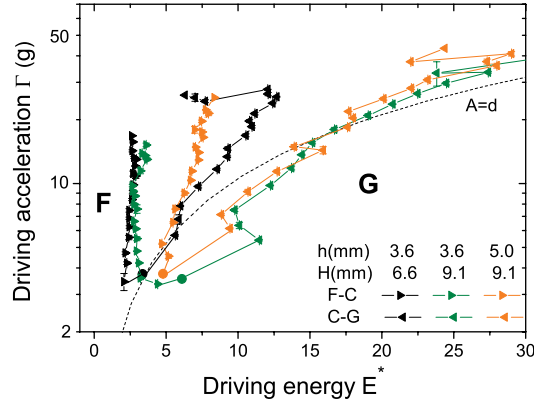 50
10
2
Driving acceleration Γ (g)
F
G
A=d
h(mm) 3.6 3.6 5.0
H(mm) 6.6 9.1 9.1
F-C
C-G
0 5 10 15 20 25 30
Driving energy E*